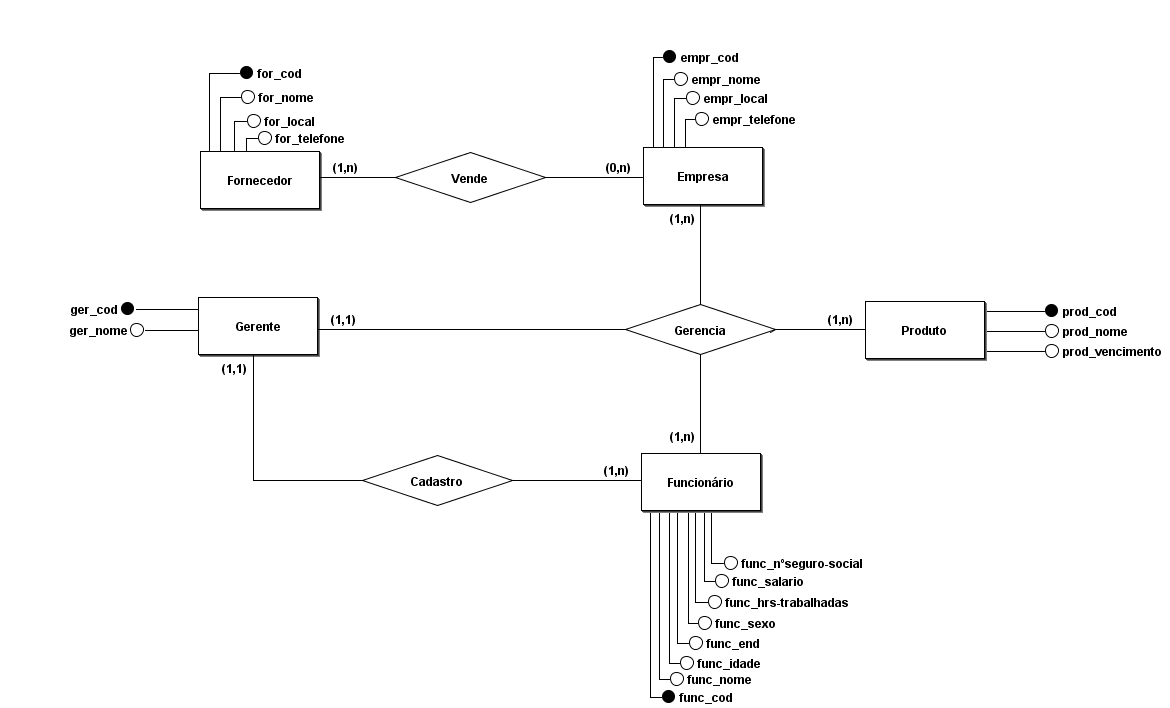 for_cod
for_nome
for_local
for_telefone
empr_cod
empr_nome
empr_local
empr_telefone
Fornecedor
(1,n)
Vende
(0,n)
Empresa
(1,n)
ger_cod
ger_nome
Gerente
(1,1)
Gerencia
(1,n)
Produto
prod_cod
prod_nome
prod_vencimento
(1,1)
(1,n)
Cadastro
(1,n)
Funcionário
func_n°seguro-social
func_salario
func_hrs-trabalhadas
func_sexo
func_end
func_idade
func_nome
func_cod